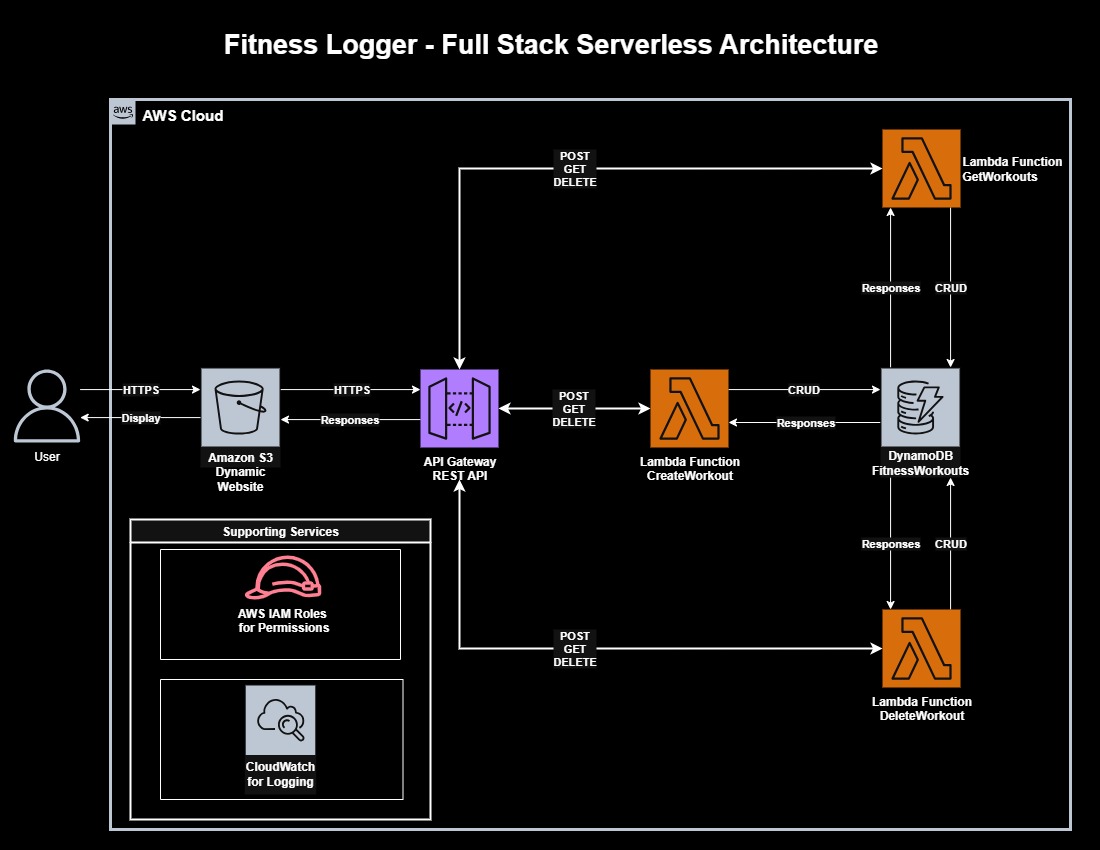 Fitness Logger - Full Stack Serverless Architecture
aws
AWS Cloud
POST
GET
DELETE
Lambda Function
GetWorkouts
Responses
CRUD
HTTPS
Display
User
Amazon S3
Dynamic
Website
HTTPS
Responses
API Gateway
REST API
POST
GET
DELETE
Lambda Function
CreateWorkout
CRUD
Responses
DynamoDB
FitnessWorkouts
Responses
CRUD
POST
GET
DELETE
Lambda Function
DeleteWorkout
Supporting Services
AWS IAM Roles
for Permissions
CloudWatch
for Logging